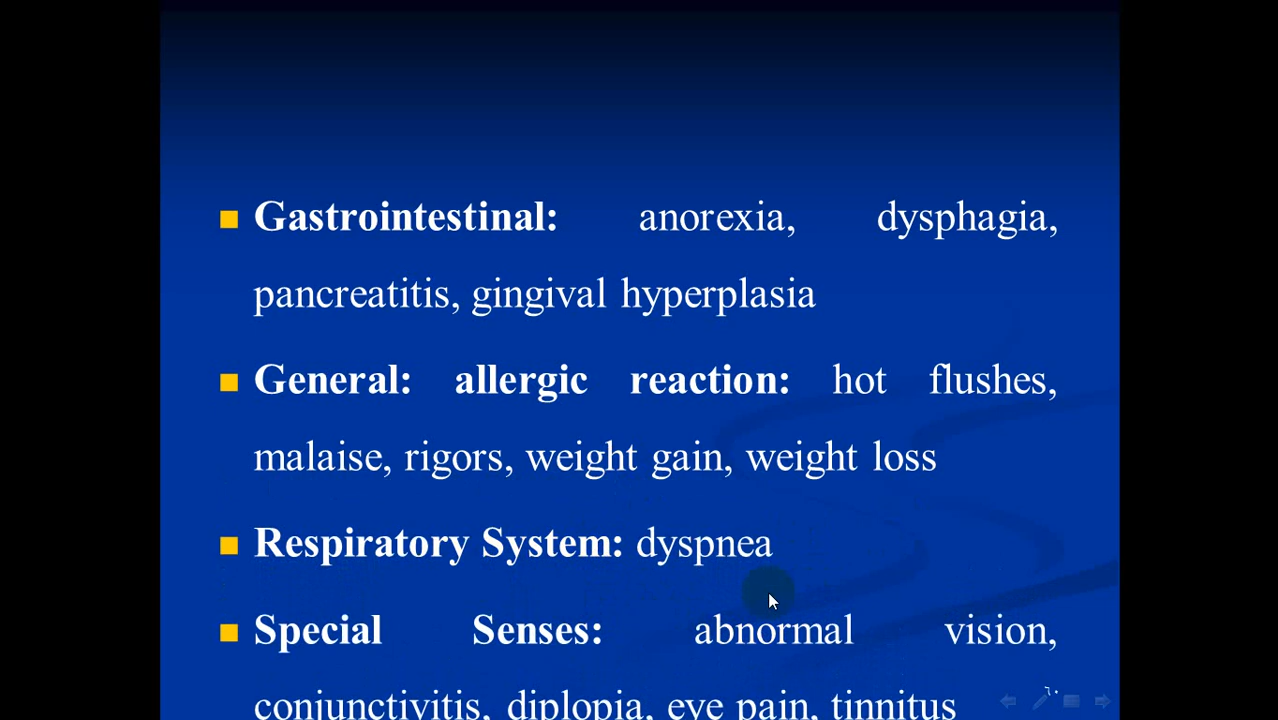 Gastrointestinal: anorexia, dysphagia,
pancreatitis, gingival hyperplasia
General: allergic reaction: hot flushes,
malaise, rigors, weight gain, weight loss
Respiratory System: dyspnea
Special Senses: abnormal vision,
conjunctivitis, diplopia, eye pain, tinnitus
٦٠